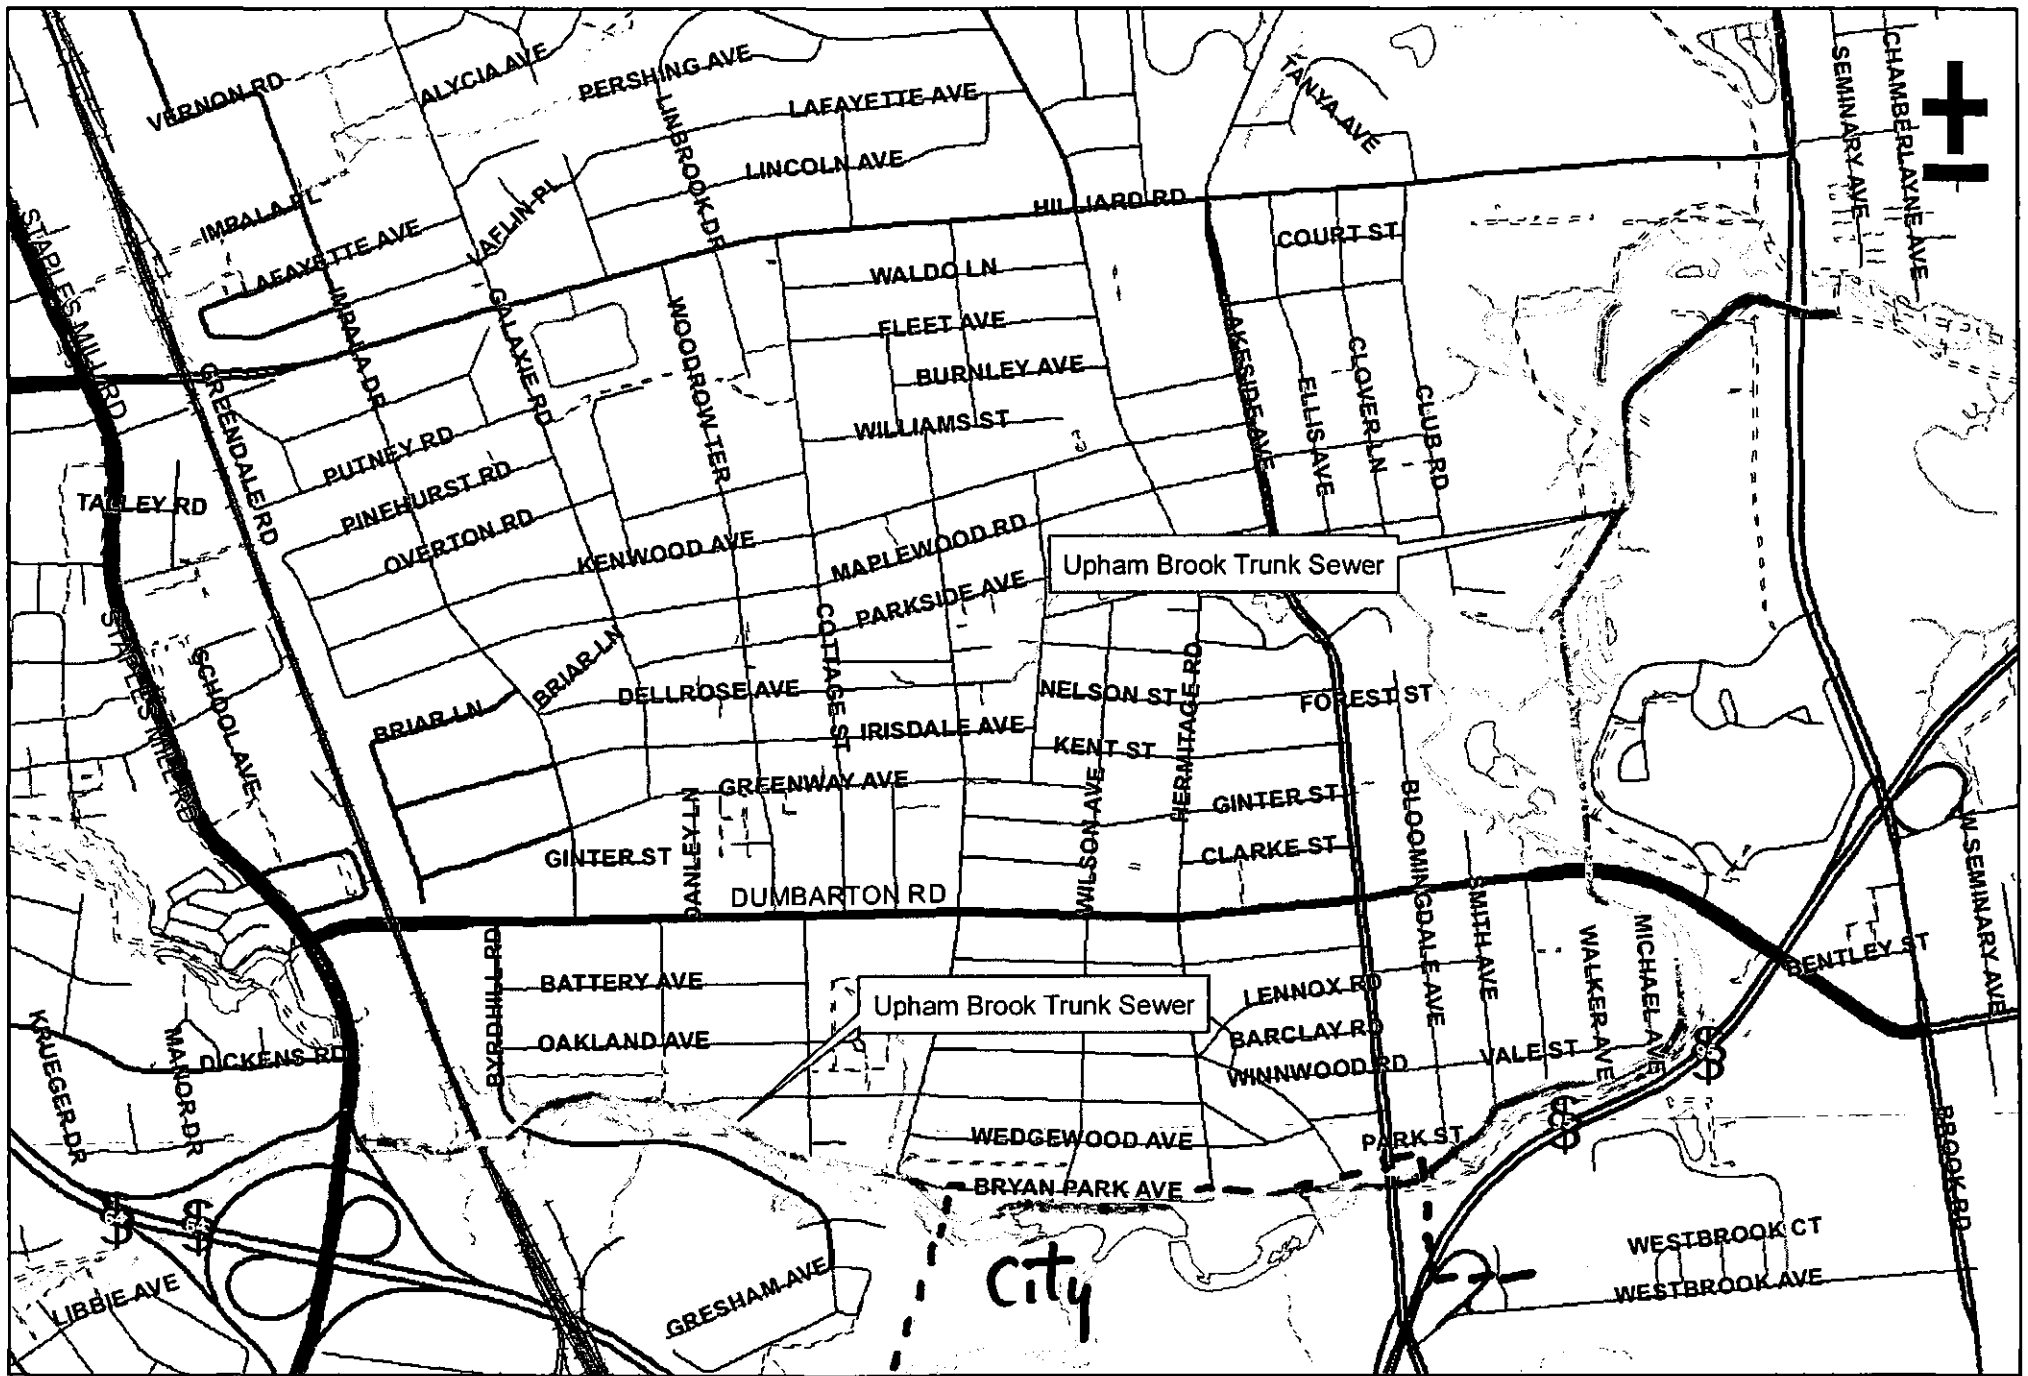 VERNON RD
ALYCIA AVE
PERSHING AVE
LINBROOK DR
LAFAYETTE AVE
LINCOLN AVE
TANYA AVE
SEMINARY AVE
CHAMBERLAYNE AVE
HILLIARD RD
IMPALA PL
LAFAYETTE AVE
COURT ST
STAPLES MILL RD
IMPALA DR
GALAXIE RD
WOODROW TER
WALDO LN
FLEET AVE
BURNLEY AVE
WILLIAMS ST
LAKESIDE AVE
ELLIS AVE
CLOVER LN
CLUB RD
GREENDALE RD
PUTNEY RD
PINEHURST RD
OVERTON RD
TALLEY RD
KENWOOD AVE
MAPLEWOOD RD
PARKSIDE AVE
Upham Brook Trunk Sewer
COTTAGE ST
STAPLES MILL RD
SCHOOL AVE
BRIAR LN
BRIAR LN
DELLROSE AVE
IRISDALE AVE
NELSON ST
HERMITAGE RD
FOREST ST
KENT ST
GREENWAY AVE
WILSON AVE
GINTER ST
BLOOMINGDALE AVE
W SEMINARY AVE
CLARKE ST
GINTER ST
DANLEY LN
DUMBARTON RD
SMITH AVE
WALKER AVE
MICHAEL AVE
BENTLEY ST
BYRDHILL RD
BATTERY AVE
Upham Brook Trunk Sewer
LENNOX RD
BARCLAY RD
OAKLAND AVE
KRUEGER DR
MANOR DR
DICKENS RD
WINNWOOD RD
VALE ST
WEDGEWOOD AVE
PARK ST
BROOK RD
BRYAN PARK AVE
City
WESTBROOK CT
WESTBROOK AVE
LIBBIE AVE
GRESHAM AVE